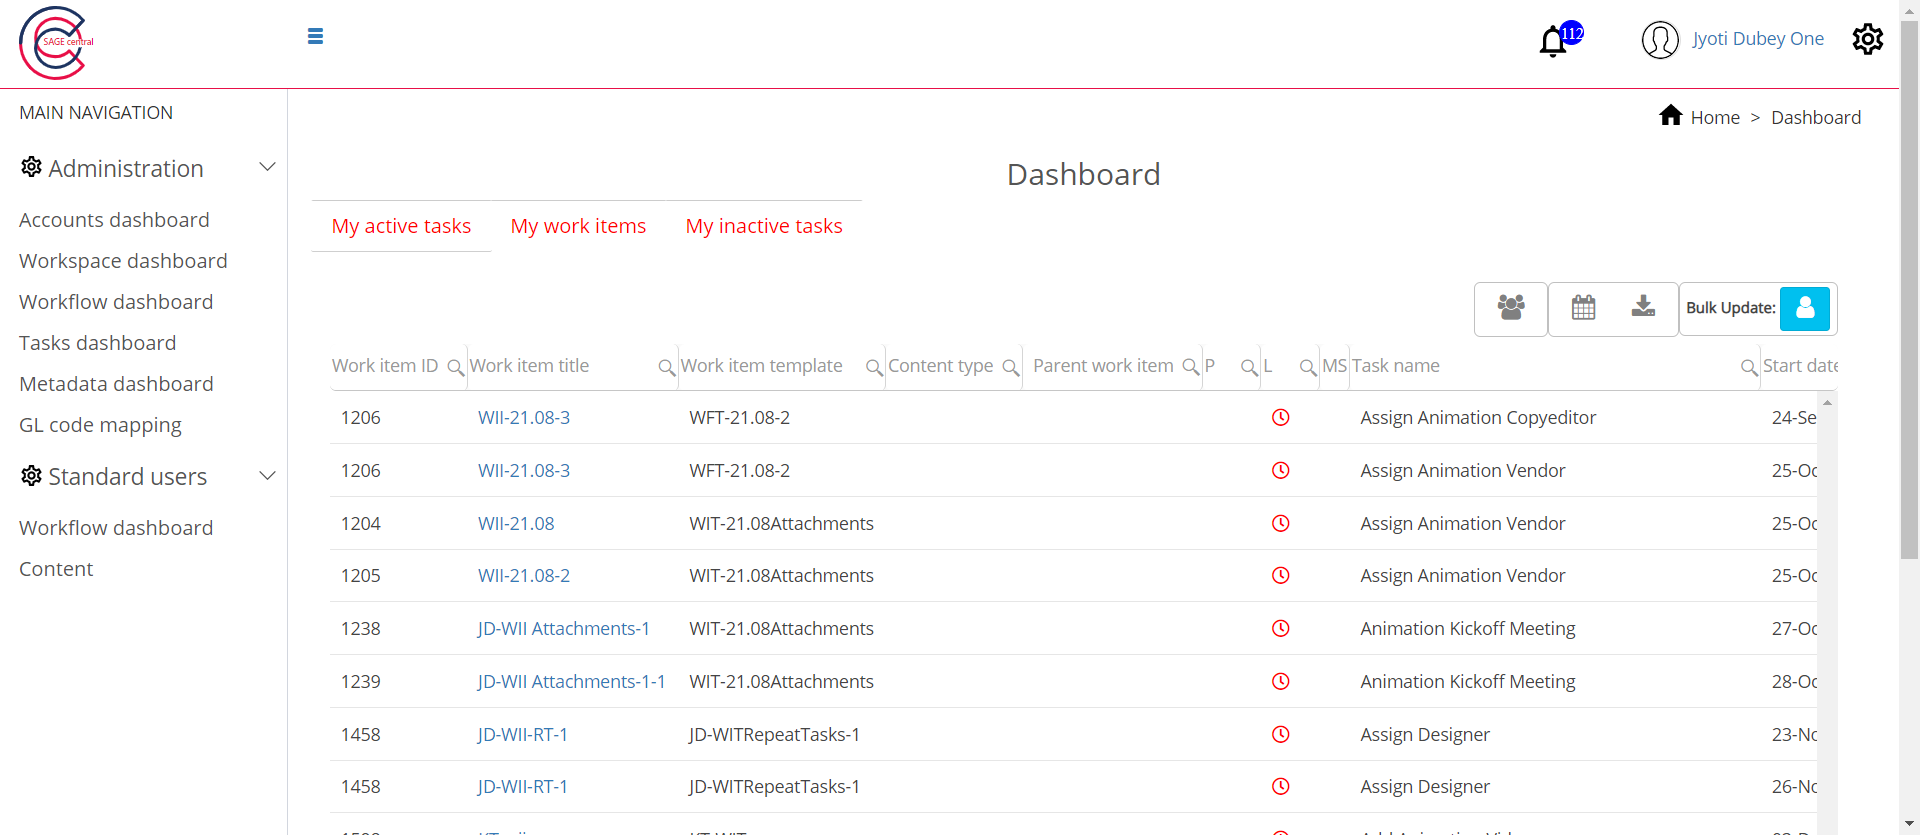 SAGE central
112
Jyoti Dubey One
MAIN NAVIGATION
Home > Dashboard
Administration
Accounts dashboard
Workspace dashboard
Workflow dashboard
Tasks dashboard
Metadata dashboard
GL code mapping
Standard users
Workflow dashboard
Content
Dashboard
My active tasks My work items My inactive tasks
Bulk Update:
Work item ID Work item title Work item template Content type Parent work item P L MS Task name Start date
1206 WII-21.08-3 WFT-21.08-2 Assign Animation Copyeditor 24-Se
1206 WII-21.08-3 WFT-21.08-2 Assign Animation Vendor 25-Oc
1204 WII-21.08 WIT-21.08Attachments Assign Animation Vendor 25-Oc
1205 WII-21.08-2 WIT-21.08Attachments Assign Animation Vendor 25-Oc
1238 JD-WII Attachments-1 WIT-21.08Attachments Animation Kickoff Meeting 27-Oc
1239 JD-WII Attachments-1-1 WIT-21.08Attachments Animation Kickoff Meeting 28-Oc
1458 JD-WII-RT-1 JD-WITRepeatTasks-1 Assign Designer 23-No
1458 JD-WII-RT-1 JD-WITRepeatTasks-1 Assign Designer 26-No